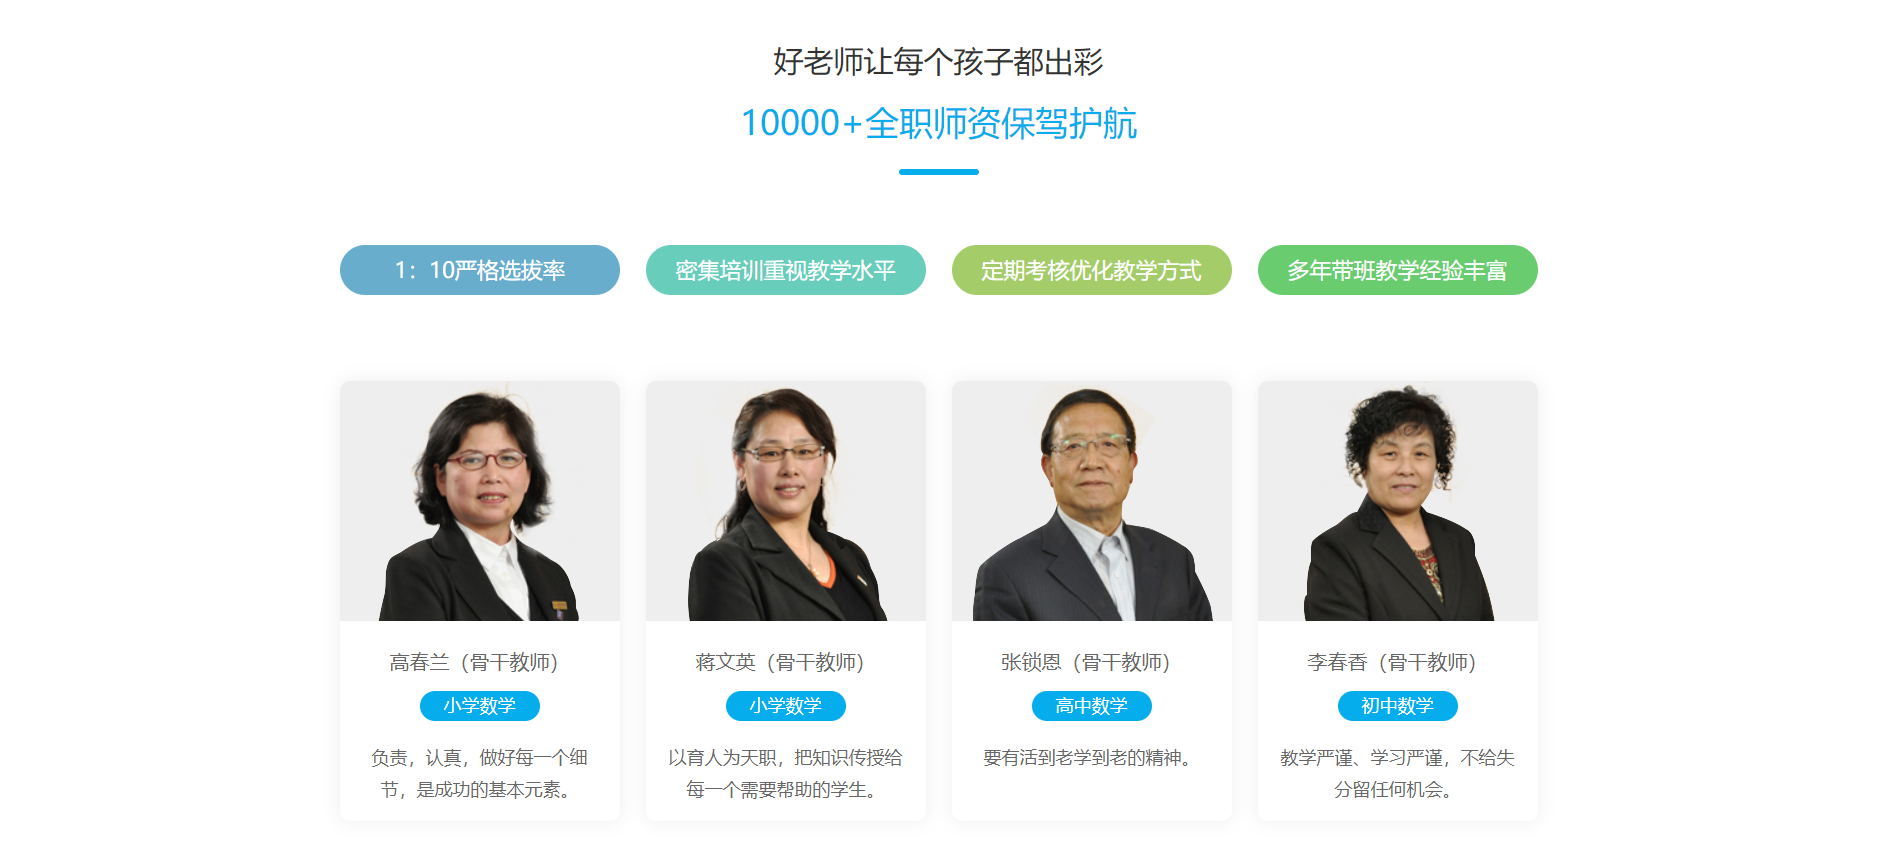 好老师让每个孩子都出彩
10000+全职师资保驾护航
1：10严格选拔率
密集培训重视教学水平
定期考核优化教学方式
多年带班教学经验丰富
高春兰（骨干教师）
小学数学
负责，认真，做好每一个细
节，是成功的基本元素。
蒋文英（骨干教师）
小学数学
以育人为天职，把知识传授给
每一个需要帮助的学生。
张锁恩（骨干教师）
高中数学
要有活到老学到老的精神。
李春香（骨干教师）
初中数学
教学严谨、学习严谨，不给失
分留任何机会。